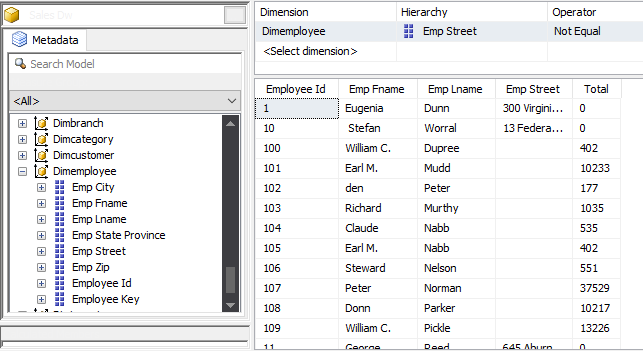 Sales Dw
Metadata
Search Model
<All>
Dimbranch
Dimcategory
Dimcustomer
Dimemployee
Emp City
Emp Fname
Emp Lname
Emp State Province
Emp Street
Emp Zip
Employee Id
Employee Key
Dimension Hierarchy Operator
Dimemployee Emp Street Not Equal
<Select dimension>
Employee Id Emp Fname Emp Lname Emp Street Total
1 Eugenia Dunn 300 Virgini... 0
10 Stefan Worral 13 Federa... 0
100 William C. Dupree 402
101 Earl M. Mudd 10233
102 den Peter 177
103 Richard Murthy 1035
104 Claude Nabb 535
105 Earl M. Nabb 402
106 Steward Nelson 551
107 Peter Norman 37529
108 Donn Parker 10217
109 William C. Pickle 13226
11 George Reed 645 Aburn 0